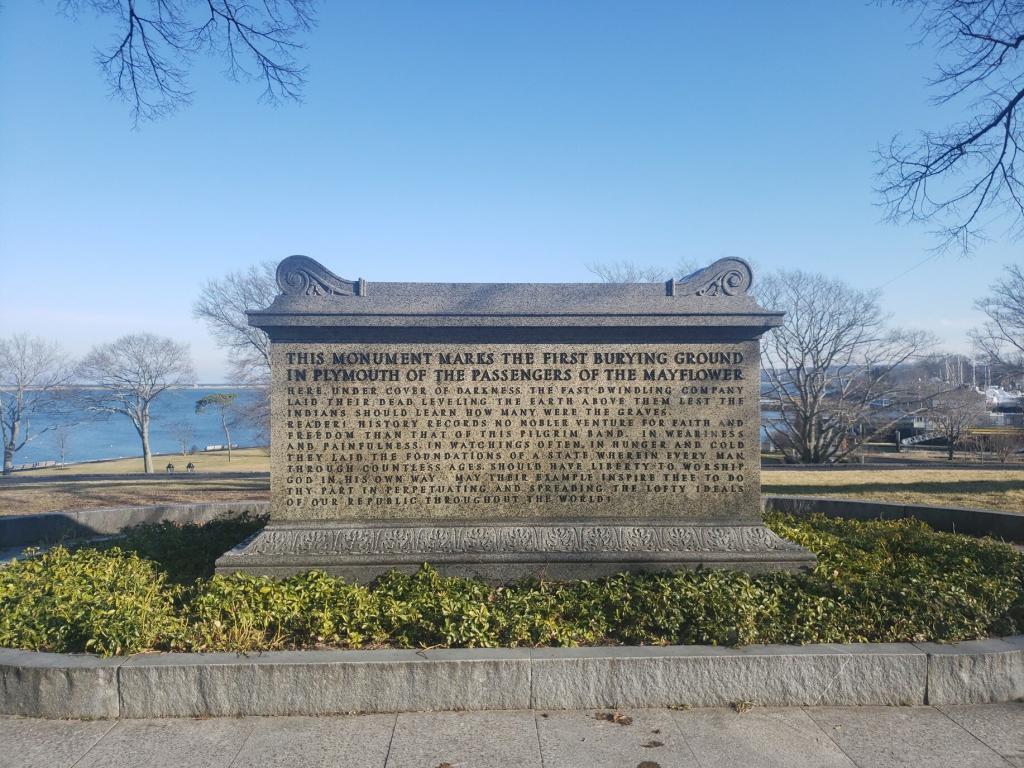 THIS MONUMENT MARKS THE FIRST BURYING GROUND
IN PLYMOUTH OF THE PASSENGERS OF THE MAYFLOWER
HERE, UNDER COVER OF DARKNESS, THE FAST DWINDLING COMPANY
LAID THEIR DEAD, LEVELING THE EARTH ABOVE THEM LEST THE
INDIANS SHOULD LEARN HOW MANY WERE THE GRAVES.
READER, HISTORY RECORDS NO NOBLER VENTURE FOR FAITH AND
FREEDOM THAN THAT OF THIS PILGRIM BAND. IN WEARINESS
AND PAINFULNESS, IN WATCHINGS OFTEN, IN HUNGER AND COLD
THEY LAID THE FOUNDATIONS OF A STATE WHEREIN EVERY MAN
THROUGH COUNTLESS AGES SHOULD HAVE LIBERTY TO WORSHIP
GOD IN HIS OWN WAY. MAY THEIR EXAMPLE INSPIRE THEE TO DO
THY PART IN PERPETUATING AND SPREADING THE LOFTY IDEALS
OF OUR REPUBLIC THROUGHOUT THE WORLD!